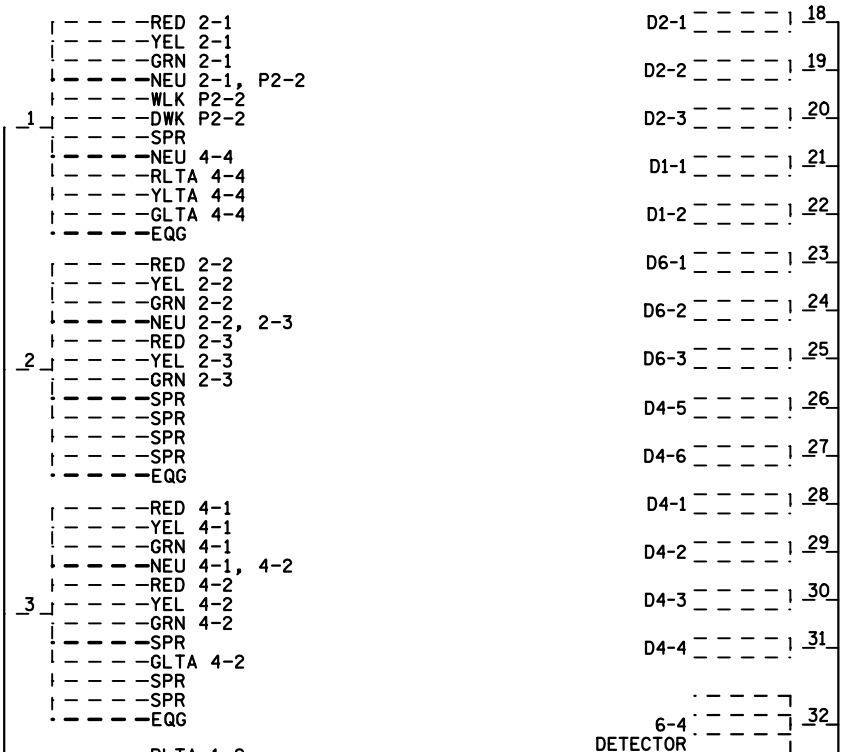 RED 2-1
YEL 2-1
GRN 2-1
NEU 2-1, P2-2
WLK P2-2
1
DWK P2-2
SPR
NEU 4-4
RLTA 4-4
YLTA 4-4
GLTA 4-4
EQG
RED 2-2
YEL 2-2
GRN 2-2
NEU 2-2, 2-3
RED 2-3
2
YEL 2-3
GRN 2-3
SPR
SPR
SPR
SPR
EQG
RED 4-1
YEL 4-1
GRN 4-1
NEU 4-1, 4-2
RED 4-2
3
YEL 4-2
GRN 4-2
SPR
GLTA 4-2
SPR
SPR
EQG
D2-1 18
D2-2 19
D2-3 20
D1-1 21
D1-2 22
D6-1 23
D6-2 24
D6-3 25
D4-5 26
D4-6 27
D4-1 28
D4-2 29
D4-3 30
D4-4 31
6-4 32
DETECTOR